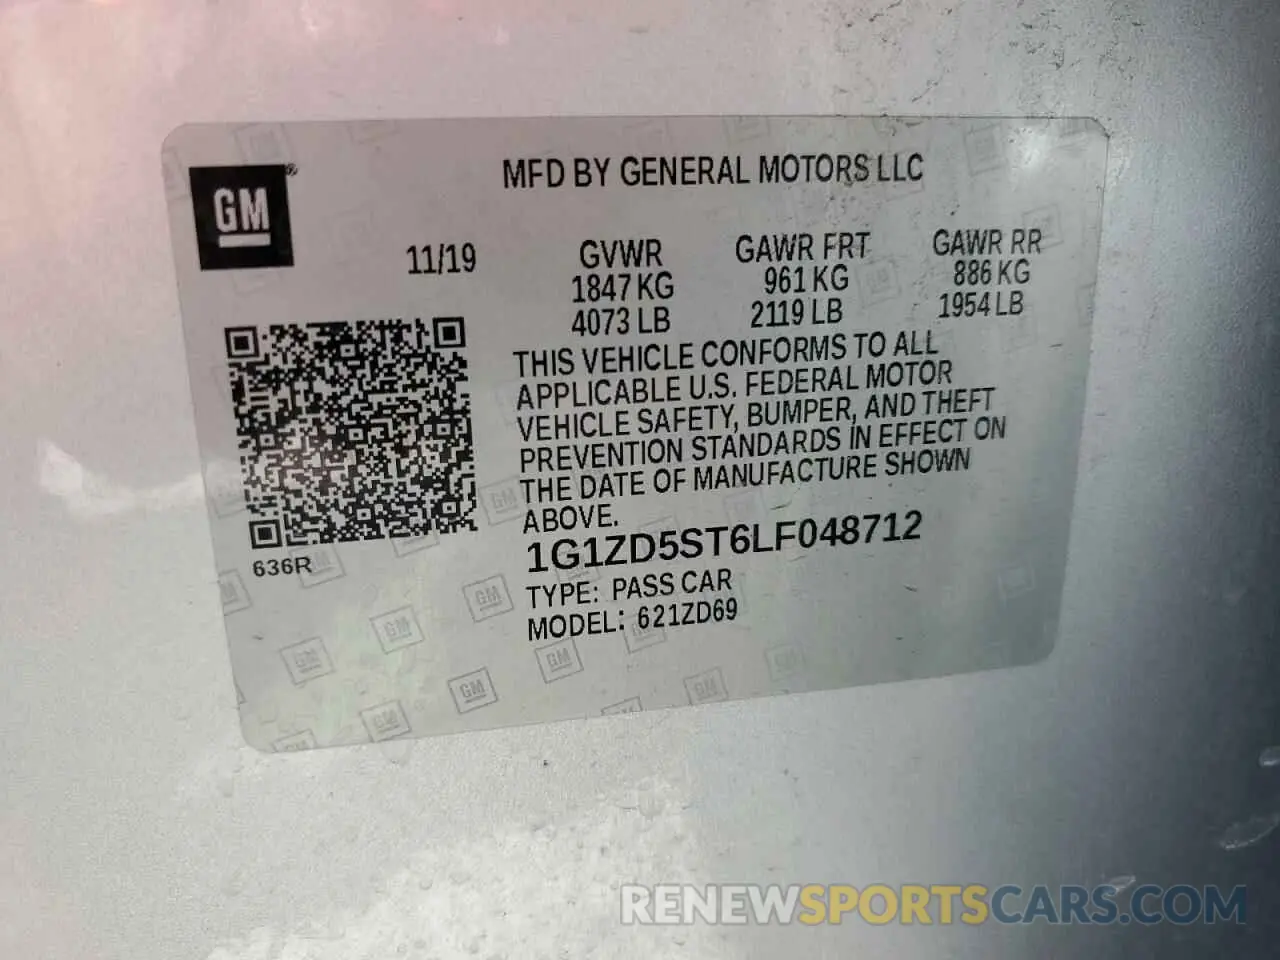 GM®
MFD BY GENERAL MOTORS LLC
11/19
GVWR
1847 KG
4073 LB
GAWR FRT
961 KG
2119 LB
GAWR RR
886 KG
1954 LB
THIS VEHICLE CONFORMS TO ALL
APPLICABLE U.S. FEDERAL MOTOR
VEHICLE SAFETY, BUMPER, AND THEFT
PREVENTION STANDARDS IN EFFECT ON
THE DATE OF MANUFACTURE SHOWN
ABOVE.
1G1ZD5ST6LF048712
TYPE: PASS CAR
MODEL: 621ZD69
636R
RENEWSPORTSCARS.COM